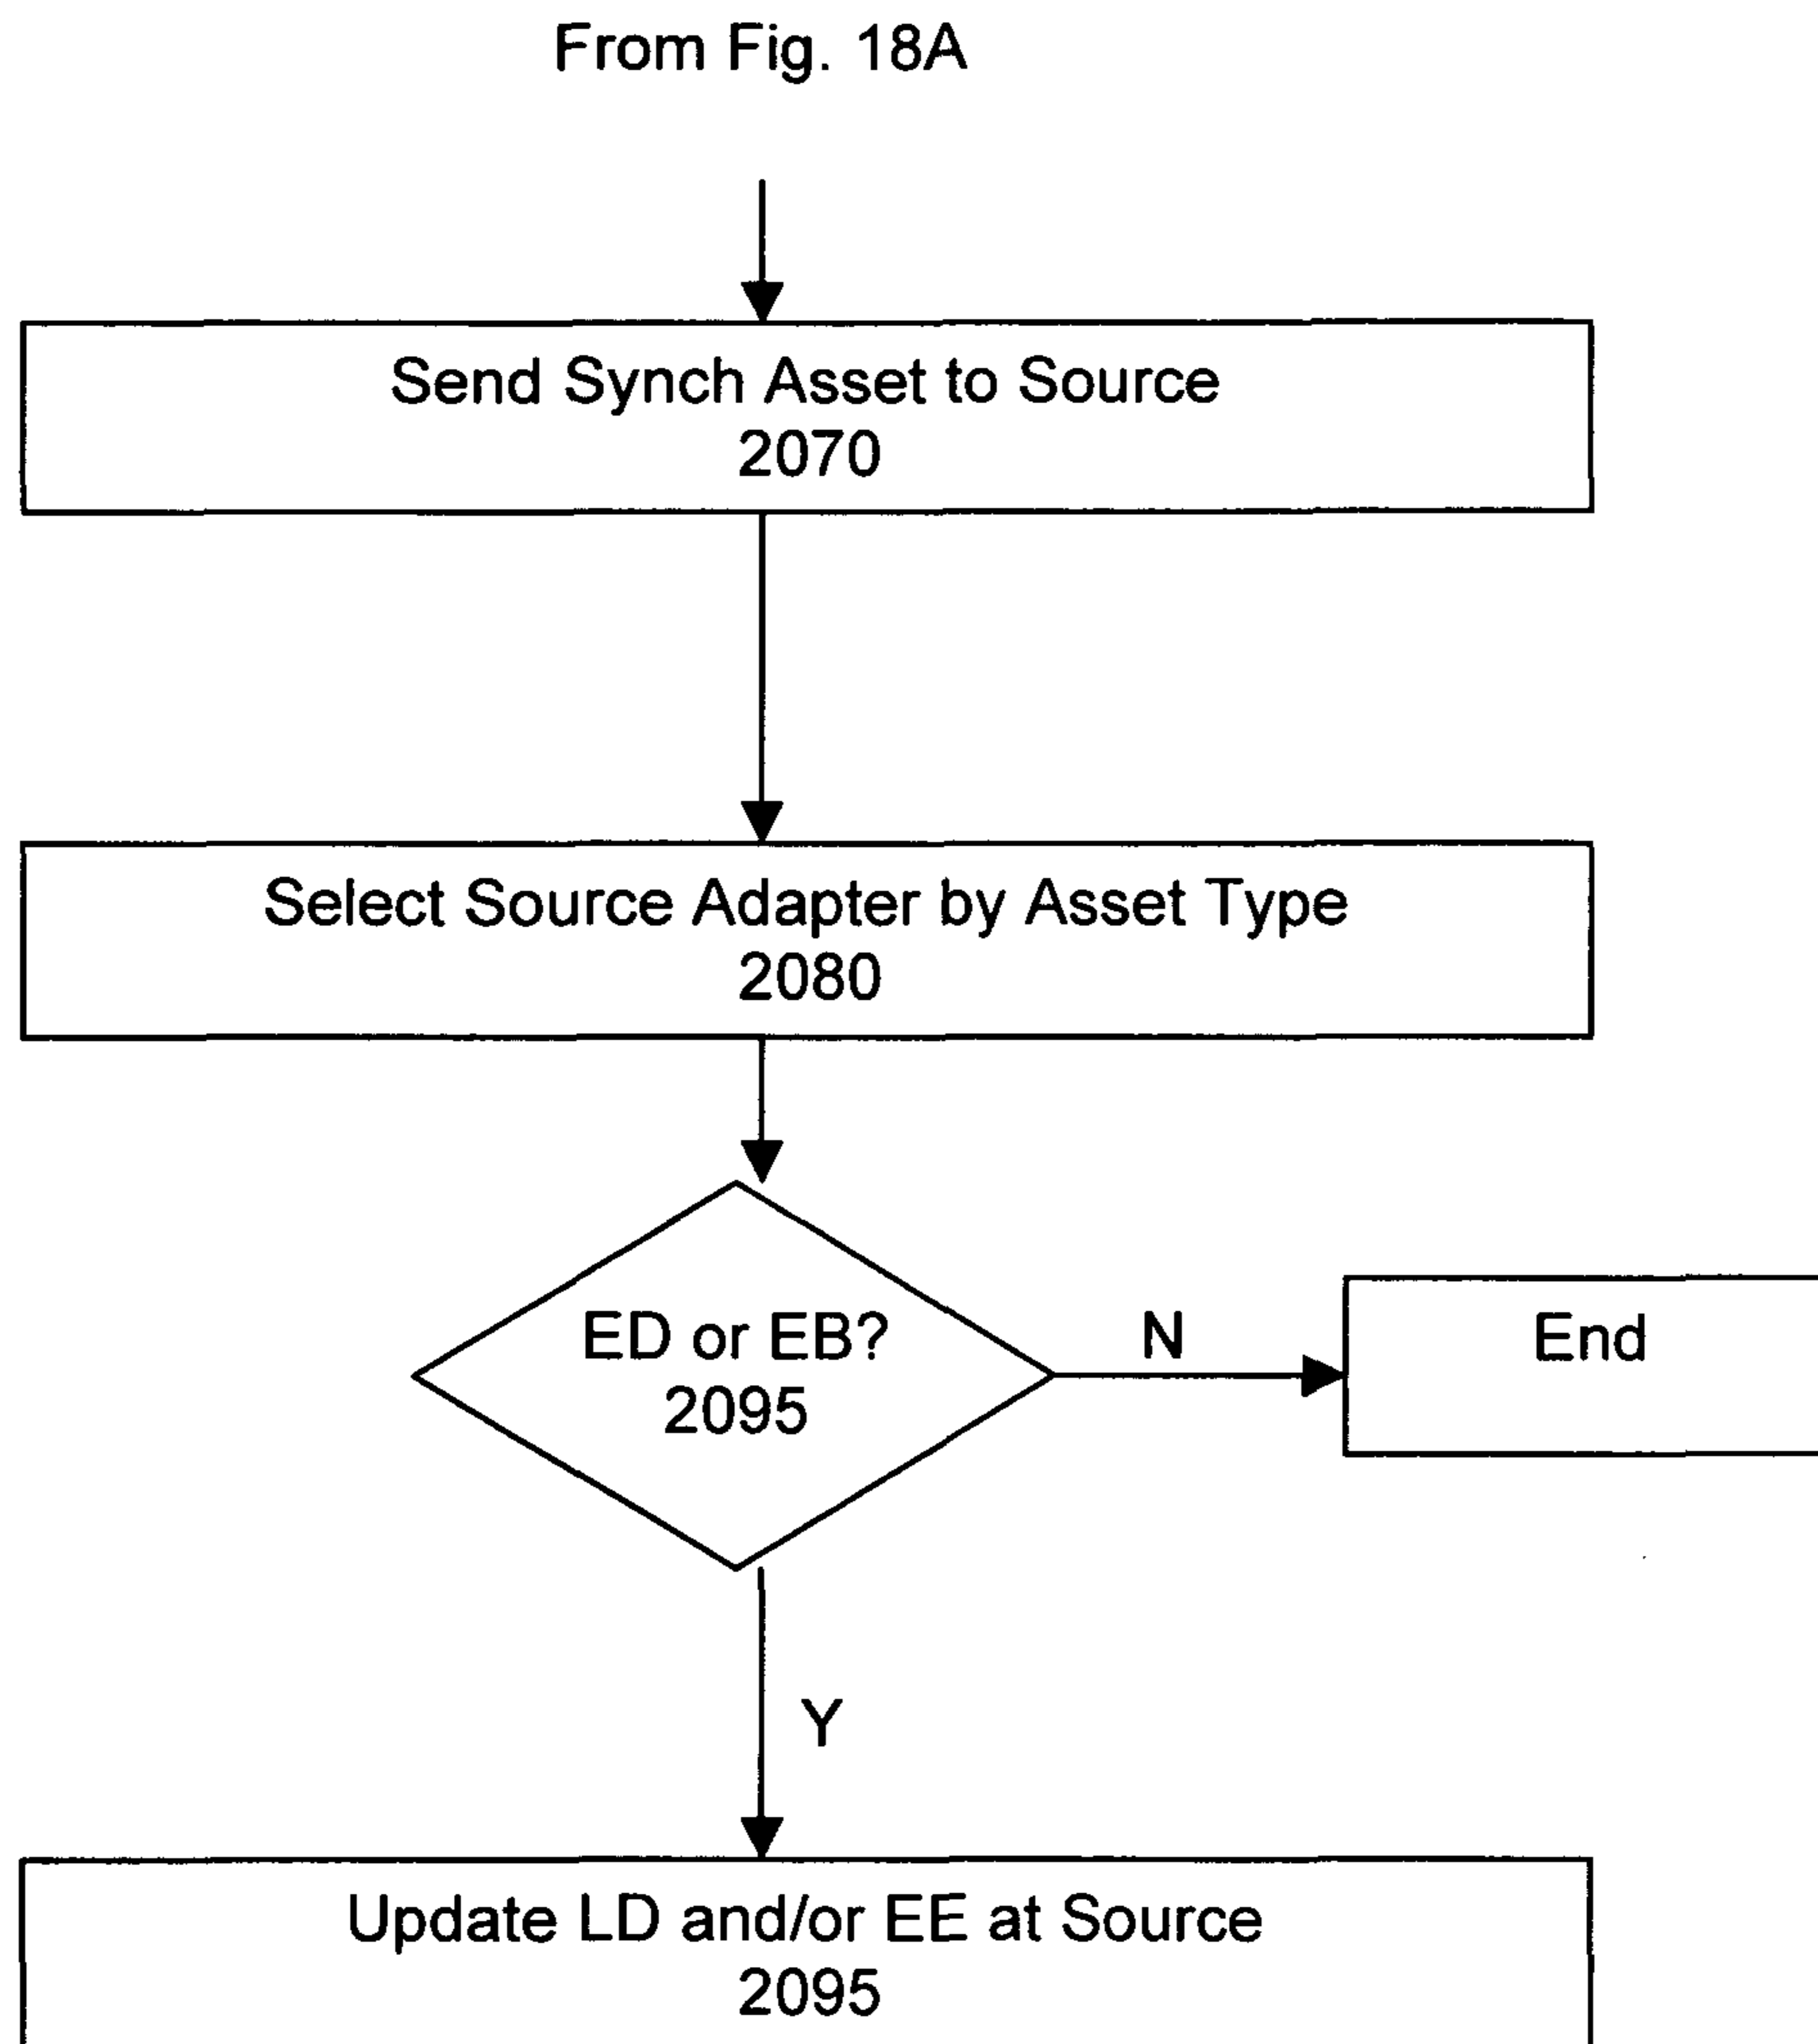 From Fig. 18A
Send Synch Asset to Source
2070
Select Source Adapter by Asset Type
2080
ED or EB?
2095
N
End
Y
Update LD and/or EE at Source
2095